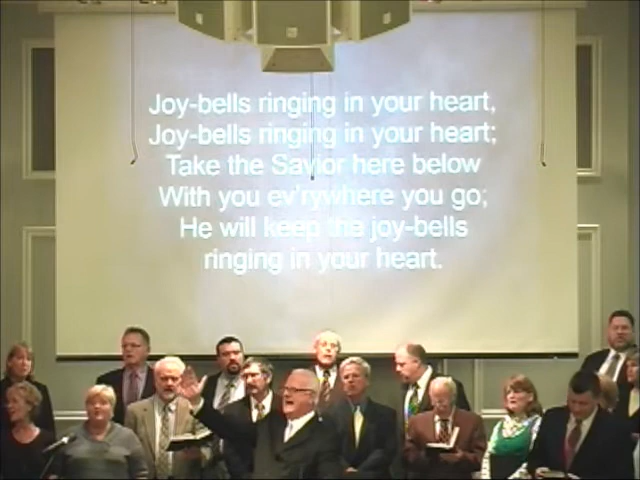 Joy-bells ringing in your heart,
Joy-bells ringing in your heart;
Take the Savior here below
With you ev'rywhere you go;
He will keep the joy-bells
ringing in your heart.